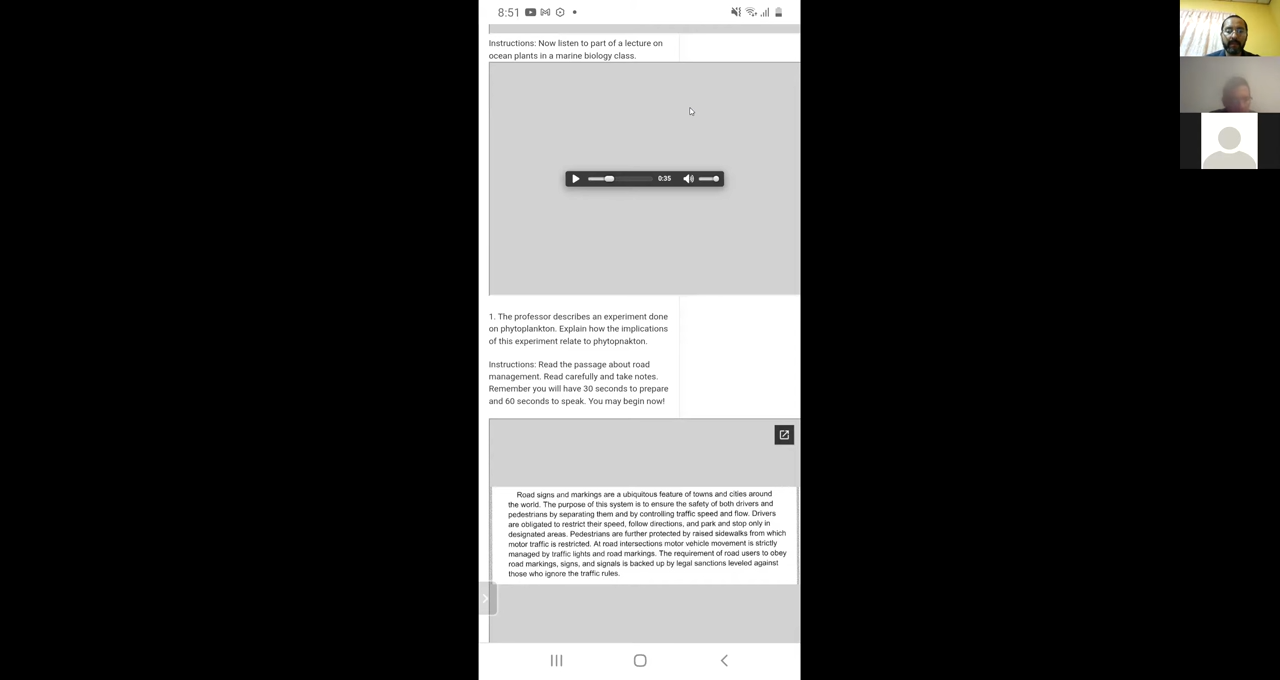 8:51
Instructions: Now listen to part of a lecture on
ocean plants in a marine biology class.
0:35
1. The professor describes an experiment done
on phytoplankton. Explain how the implications
of this experiment relate to phytopnakton.
Instructions: Read the passage about road
management. Read carefully and take notes.
Remember you will have 30 seconds to prepare
and 60 seconds to speak. You may begin now!
Road signs and markings are a ubiquitous feature of towns and cities around
the world. The purpose of this system is to ensure the safety of both drivers and
pedestrians by separating them and by controlling traffic speed and flow. Drivers
are obligated to restrict their speed, follow directions, and park and stop only in
designated areas. Pedestrians are further protected by raised sidewalks from which
motor traffic is restricted. At road intersections motor vehicle movement is strictly
managed by traffic lights and road markings. The requirement of road users to obey
road markings, signs, and signals is backed up by legal sanctions leveled against
those who ignore the traffic rules.